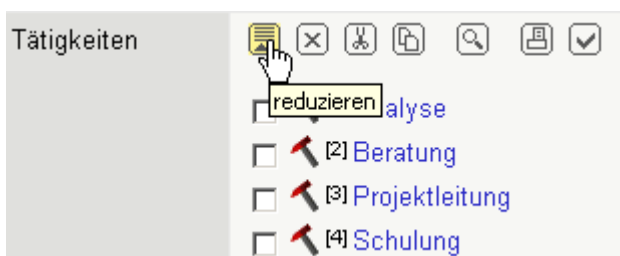 Tätigkeiten
reduzieren
alyse
[2] Beratung
[3] Projektleitung
[4] Schulung